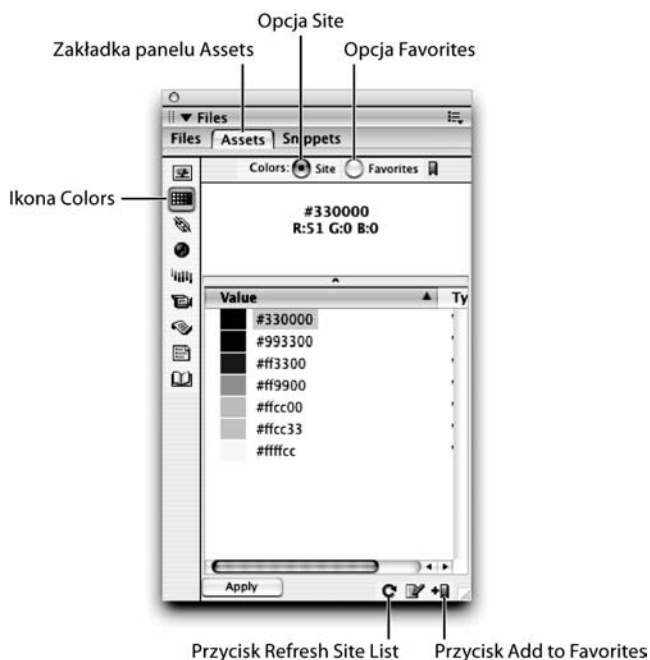 Opcja Site
Zakładka panelu Assets
Opcja Favorites
Files
Files Assets Snippets
Colors: Site Favorites
Ikona Colors
#330000
R:51 G:0 B:0
Value Ty
#330000
#993300
#ff3300
#ff9900
#ffcc00
#ffcc33
#ffffcc
Apply
Przycisk Refresh Site List
Przycisk Add to Favorites